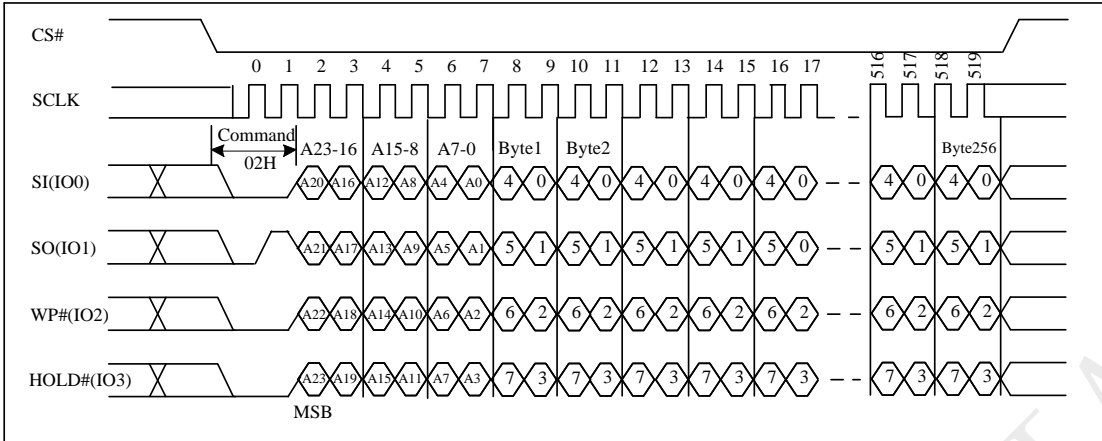 CS#
0 1 2 3 4 5 6 7 8 9 10 11 12 13 14 15 16 17 516 517 518 519
SCLK
Command
02H
A23-16 A15-8 A7-0 Byte1 Byte2 Byte256
SI(IO0) A20 A16 A12 A8 A4 A0 4 0 4 0 4 0 4 0 4 0 4 0 4 0
SO(IO1) A21 A17 A13 A9 A5 A1 5 1 5 1 5 1 5 1 5 0 5 1 5 1
WP#(IO2) A22 A18 A14 A10 A6 A2 6 2 6 2 6 2 6 2 6 2 6 2 6 2
HOLD#(IO3) A23 A19 A15 A11 A7 A3 7 3 7 3 7 3 7 3 7 3 7 3 7 3
MSB